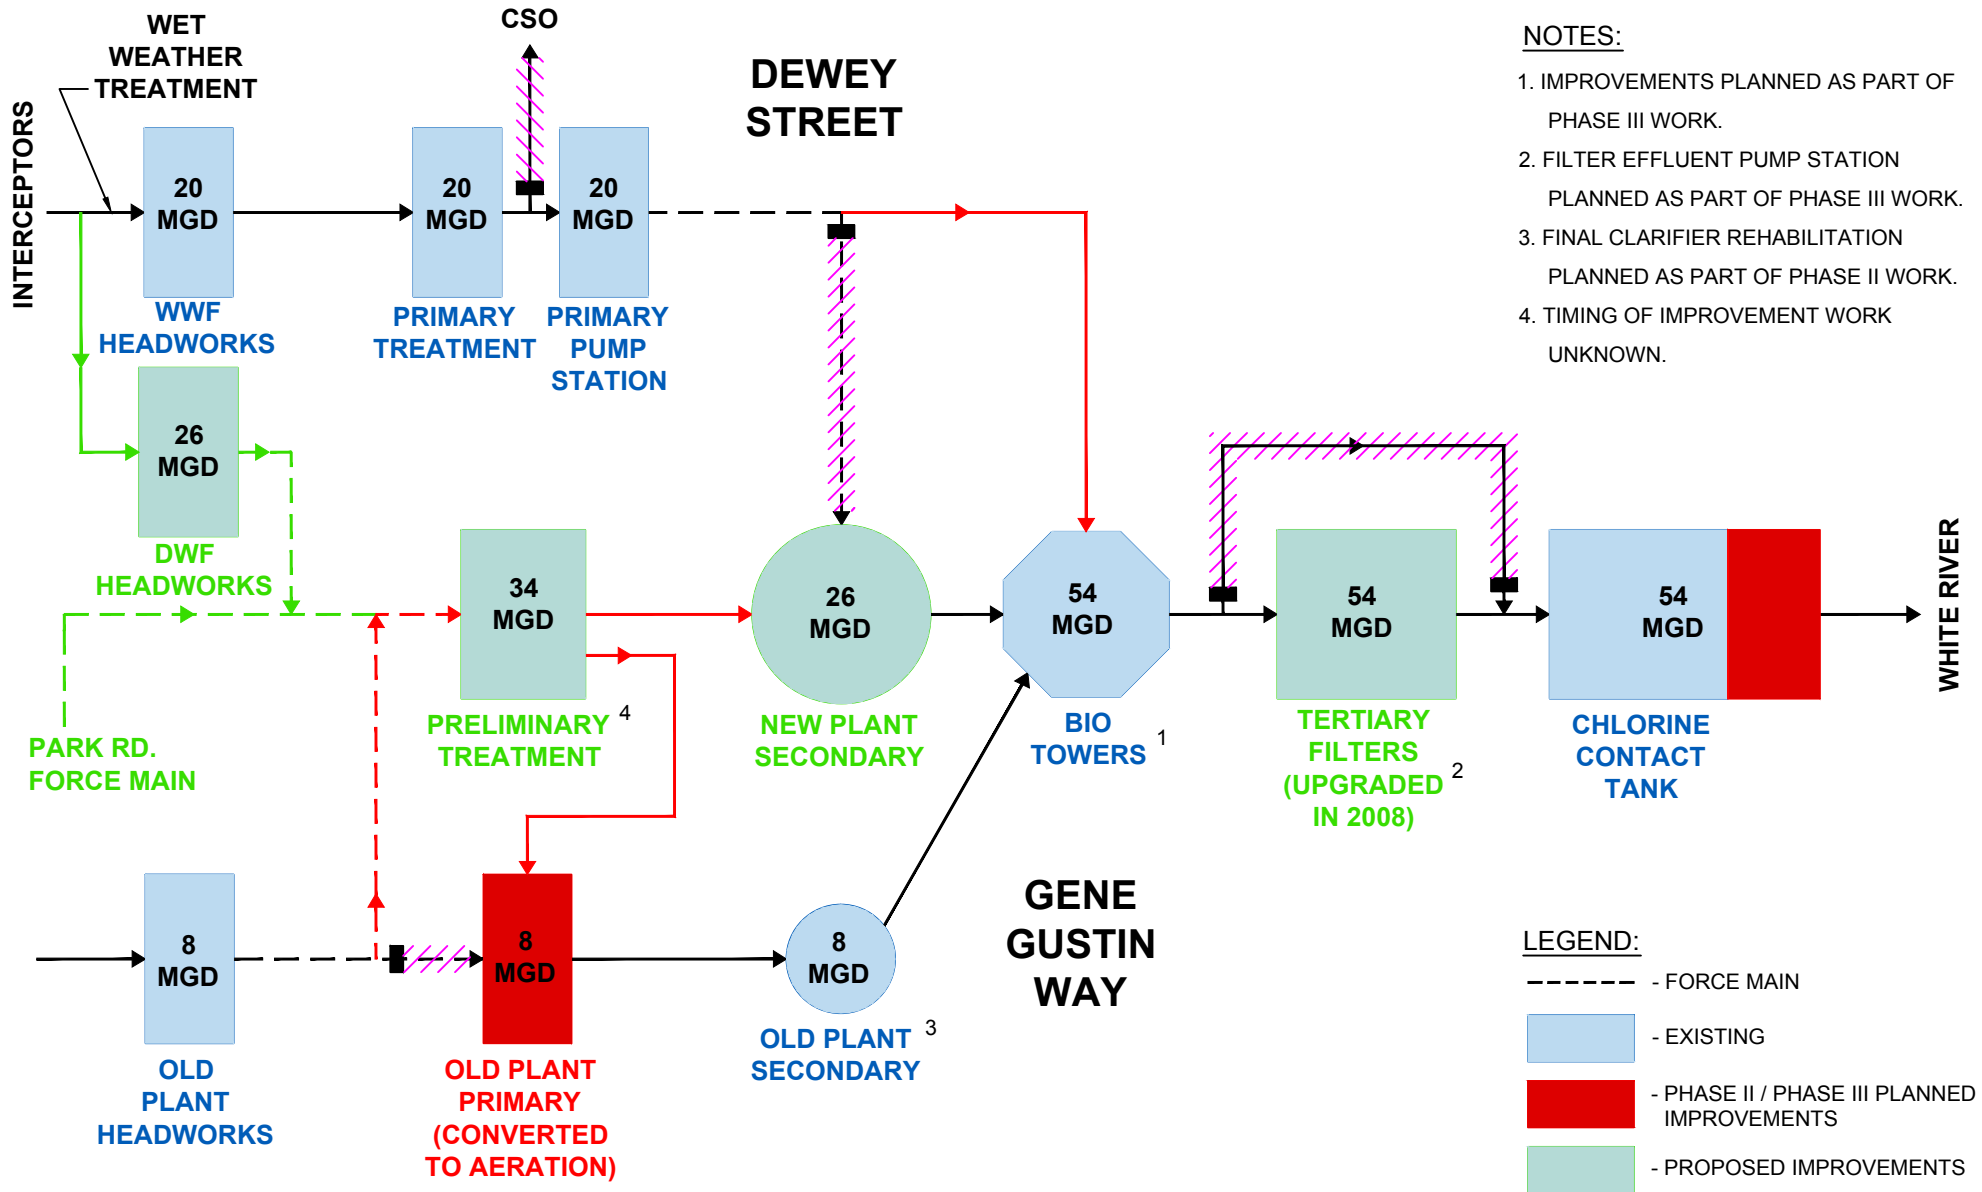 WET
WEATHER
TREATMENT
CSO
DEWEY
STREET
INTERCEPTORS
20
MGD
WWF
HEADWORKS
20
MGD
PRIMARY
TREATMENT
20
MGD
PRIMARY
PUMP
STATION
26
MGD
DWF
HEADWORKS
PARK RD.
FORCE MAIN
34
MGD
PRELIMINARY 4
TREATMENT
26
MGD
NEW PLANT
SECONDARY
54
MGD
BIO
TOWERS 1
54
MGD
TERTIARY
FILTERS
(UPGRADED 2
IN 2008)
54
MGD
CHLORINE
CONTACT
TANK
WHITE RIVER
8
MGD
OLD
PLANT
HEADWORKS
8
MGD
OLD PLANT
PRIMARY
(CONVERTED
TO AERATION)
8
MGD
OLD PLANT 3
SECONDARY
GENE
GUSTIN
WAY
NOTES:
1. IMPROVEMENTS PLANNED AS PART OF
PHASE III WORK.
2. FILTER EFFLUENT PUMP STATION
PLANNED AS PART OF PHASE III WORK.
3. FINAL CLARIFIER REHABILITATION
PLANNED AS PART OF PHASE II WORK.
4. TIMING OF IMPROVEMENT WORK
UNKNOWN.
LEGEND:
- FORCE MAIN
- EXISTING
- PHASE II / PHASE III PLANNED
IMPROVEMENTS
- PROPOSED IMPROVEMENTS